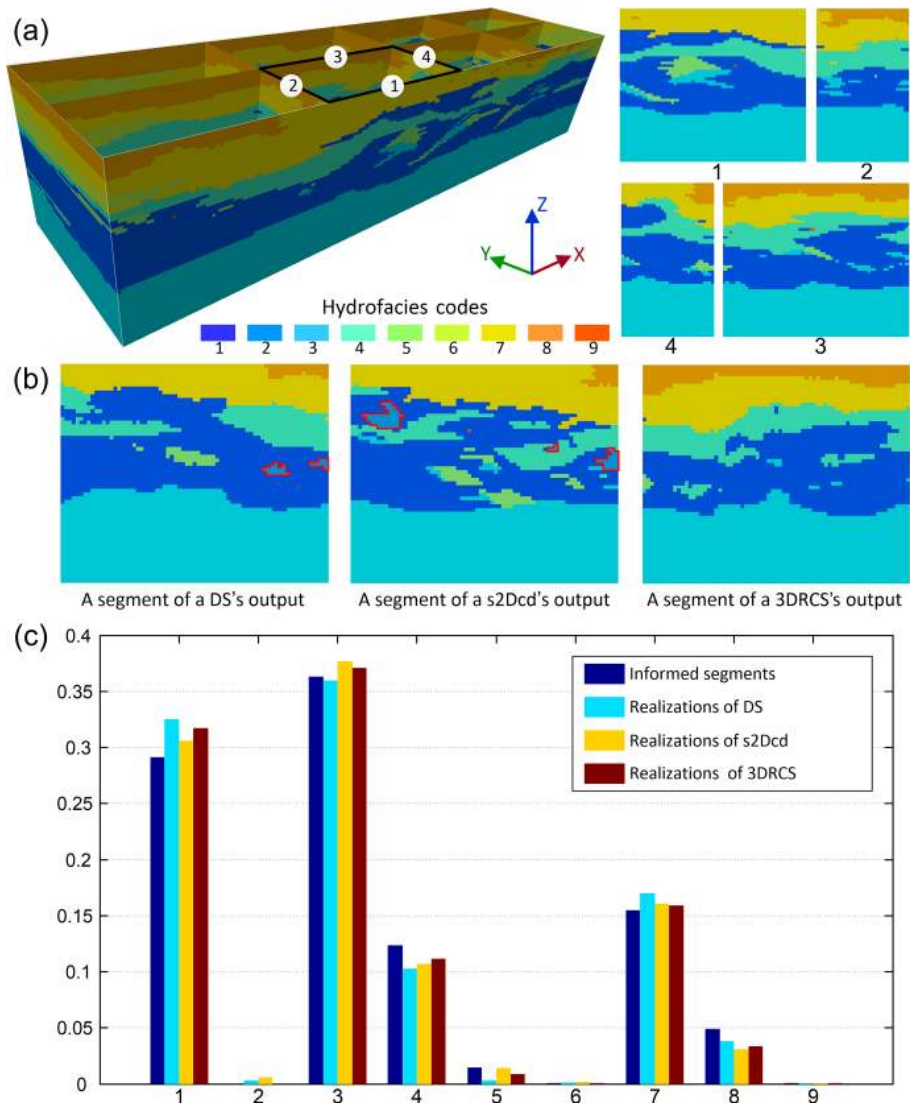 (a)
3
4
2
1
Z
Y
X
1
2
4
3
Hydrofacies codes
1 2 3 4 5 6 7 8 9
(b)
A segment of a DS's output
A segment of a s2Dcd's output
A segment of a 3DRCS's output
(c)
0.4
0.35
0.3
0.25
0.2
0.15
0.1
0.05
0
Informed segments
Realizations of DS
Realizations of s2Dcd
Realizations of 3DRCS
1 2 3 4 5 6 7 8 9